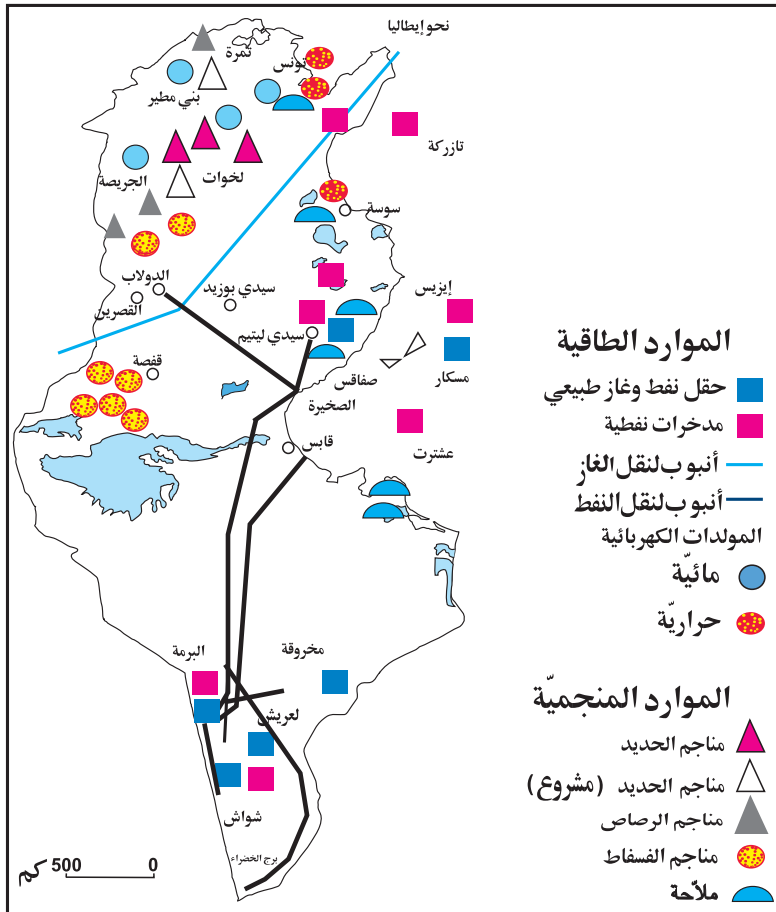 نحو إيطاليا
تمرة
تونس
بني مطير
تازركة
لخوات
الجريصة
سوسة
الدولاب
سيدي بوزيد
القصرين
إيزيس
سيدي ليتيم
قفصة
صفاقس
مسكار
الصخيرة
قابس
عشترت
البرمة
مخروقة
لعريش
شواش
برج الخضراء
الموارد الطاقية
حقل نفط وغاز طبيعي
مدخرات نفطية
أنبوب لنقل الغاز
أنبوب لنقل النفط
المولدات الكهربائية
مائيّة
حراريّة
الموارد المنجميّة
مناجم الحديد
مناجم الحديد (مشروع)
مناجم الرصاص
مناجم الفسفاط
ملاّحة
0 500 كم